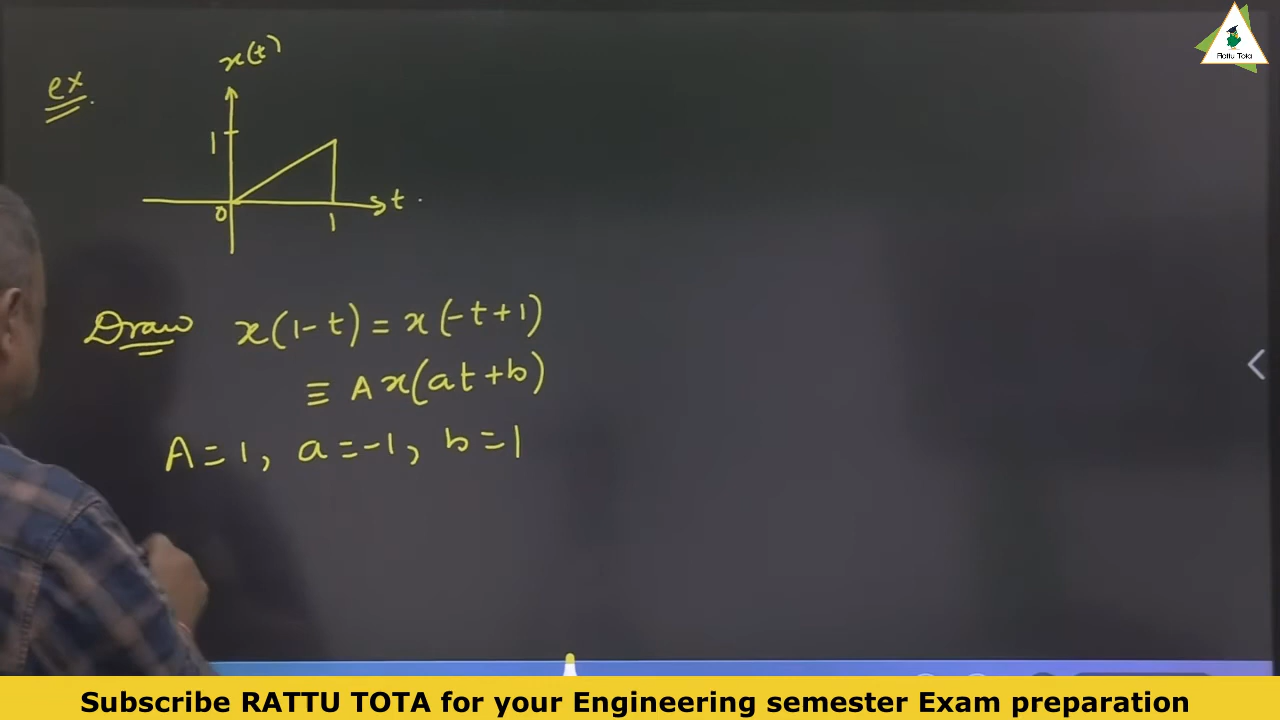 ex
x(t)
1
0
1
t
Draw x(1-t) = x(-t+1)
≡ A x(at+b)
A = 1, a = -1, b = 1
Rattu Tota
Subscribe RATTU TOTA for your Engineering semester Exam preparation